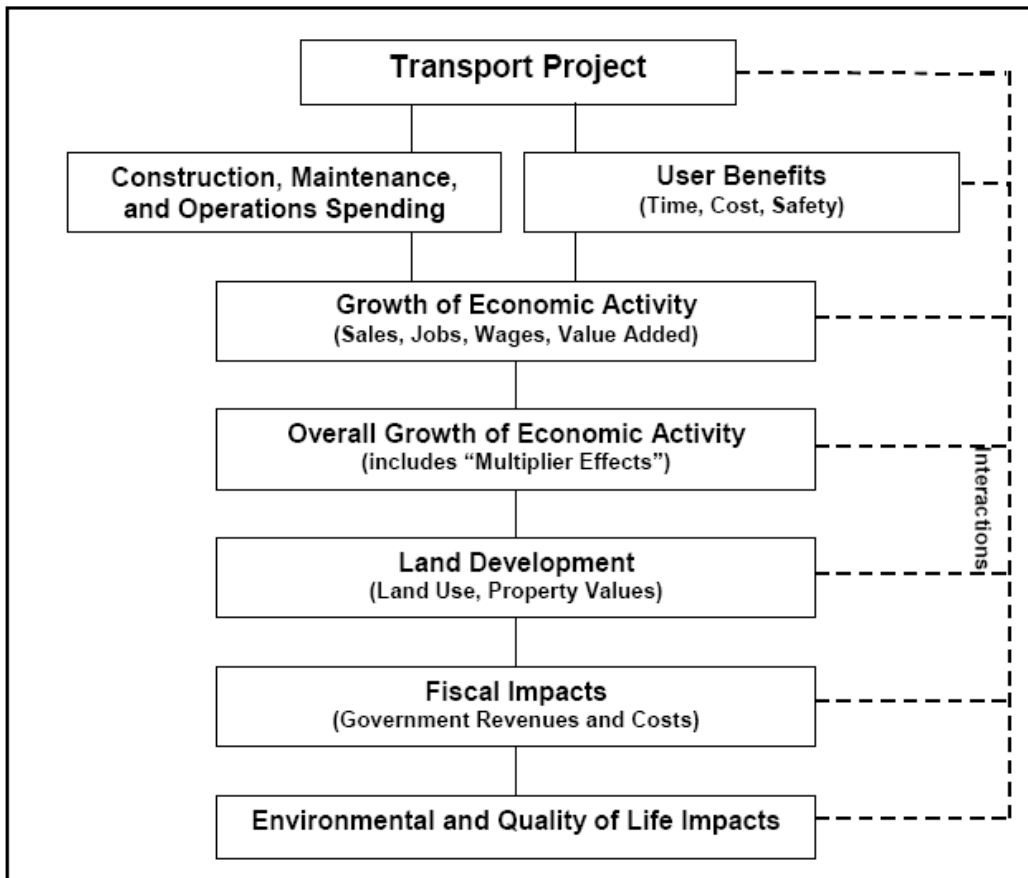 Transport Project
Construction, Maintenance,
and Operations Spending
User Benefits
(Time, Cost, Safety)
Growth of Economic Activity
(Sales, Jobs, Wages, Value Added)
Overall Growth of Economic Activity
(includes “Multiplier Effects”)
Interactions
Land Development
(Land Use, Property Values)
Fiscal Impacts
(Government Revenues and Costs)
Environmental and Quality of Life Impacts